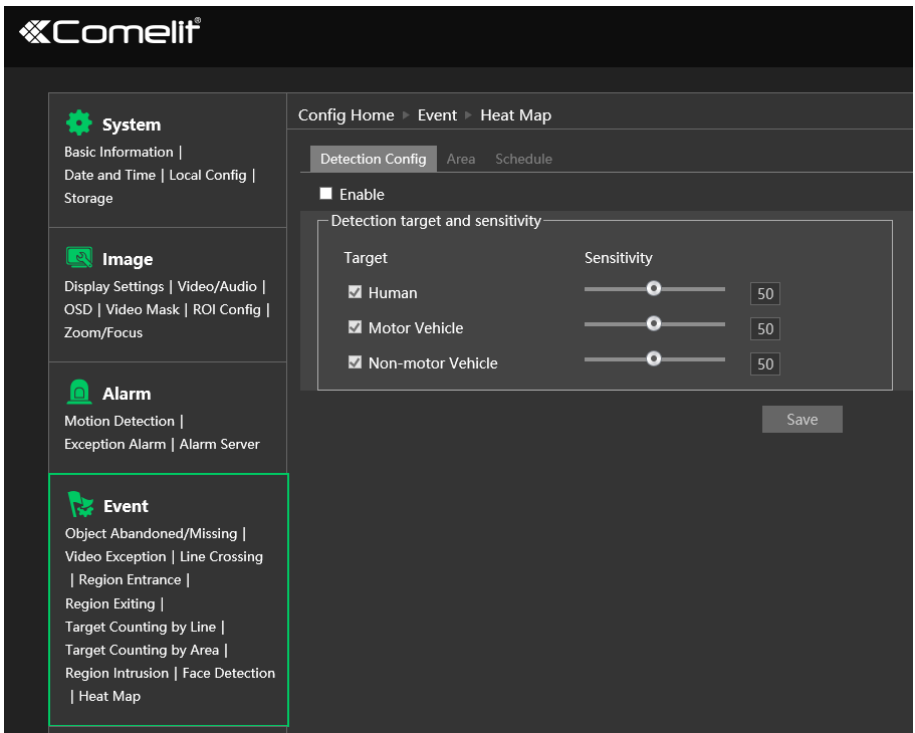 Comelit®
System
Basic Information |
Date and Time | Local Config |
Storage
Image
Display Settings | Video/Audio |
OSD | Video Mask | ROI Config |
Zoom/Focus
Alarm
Motion Detection |
Exception Alarm | Alarm Server
Event
Object Abandoned/Missing |
Video Exception | Line Crossing
| Region Entrance |
Region Exiting |
Target Counting by Line |
Target Counting by Area |
Region Intrusion | Face Detection
| Heat Map
Config Home ▶ Event ▶ Heat Map
Detection Config Area Schedule
Enable
Detection target and sensitivity
Target Sensitivity
Human 50
Motor Vehicle 50
Non-motor Vehicle 50
Save